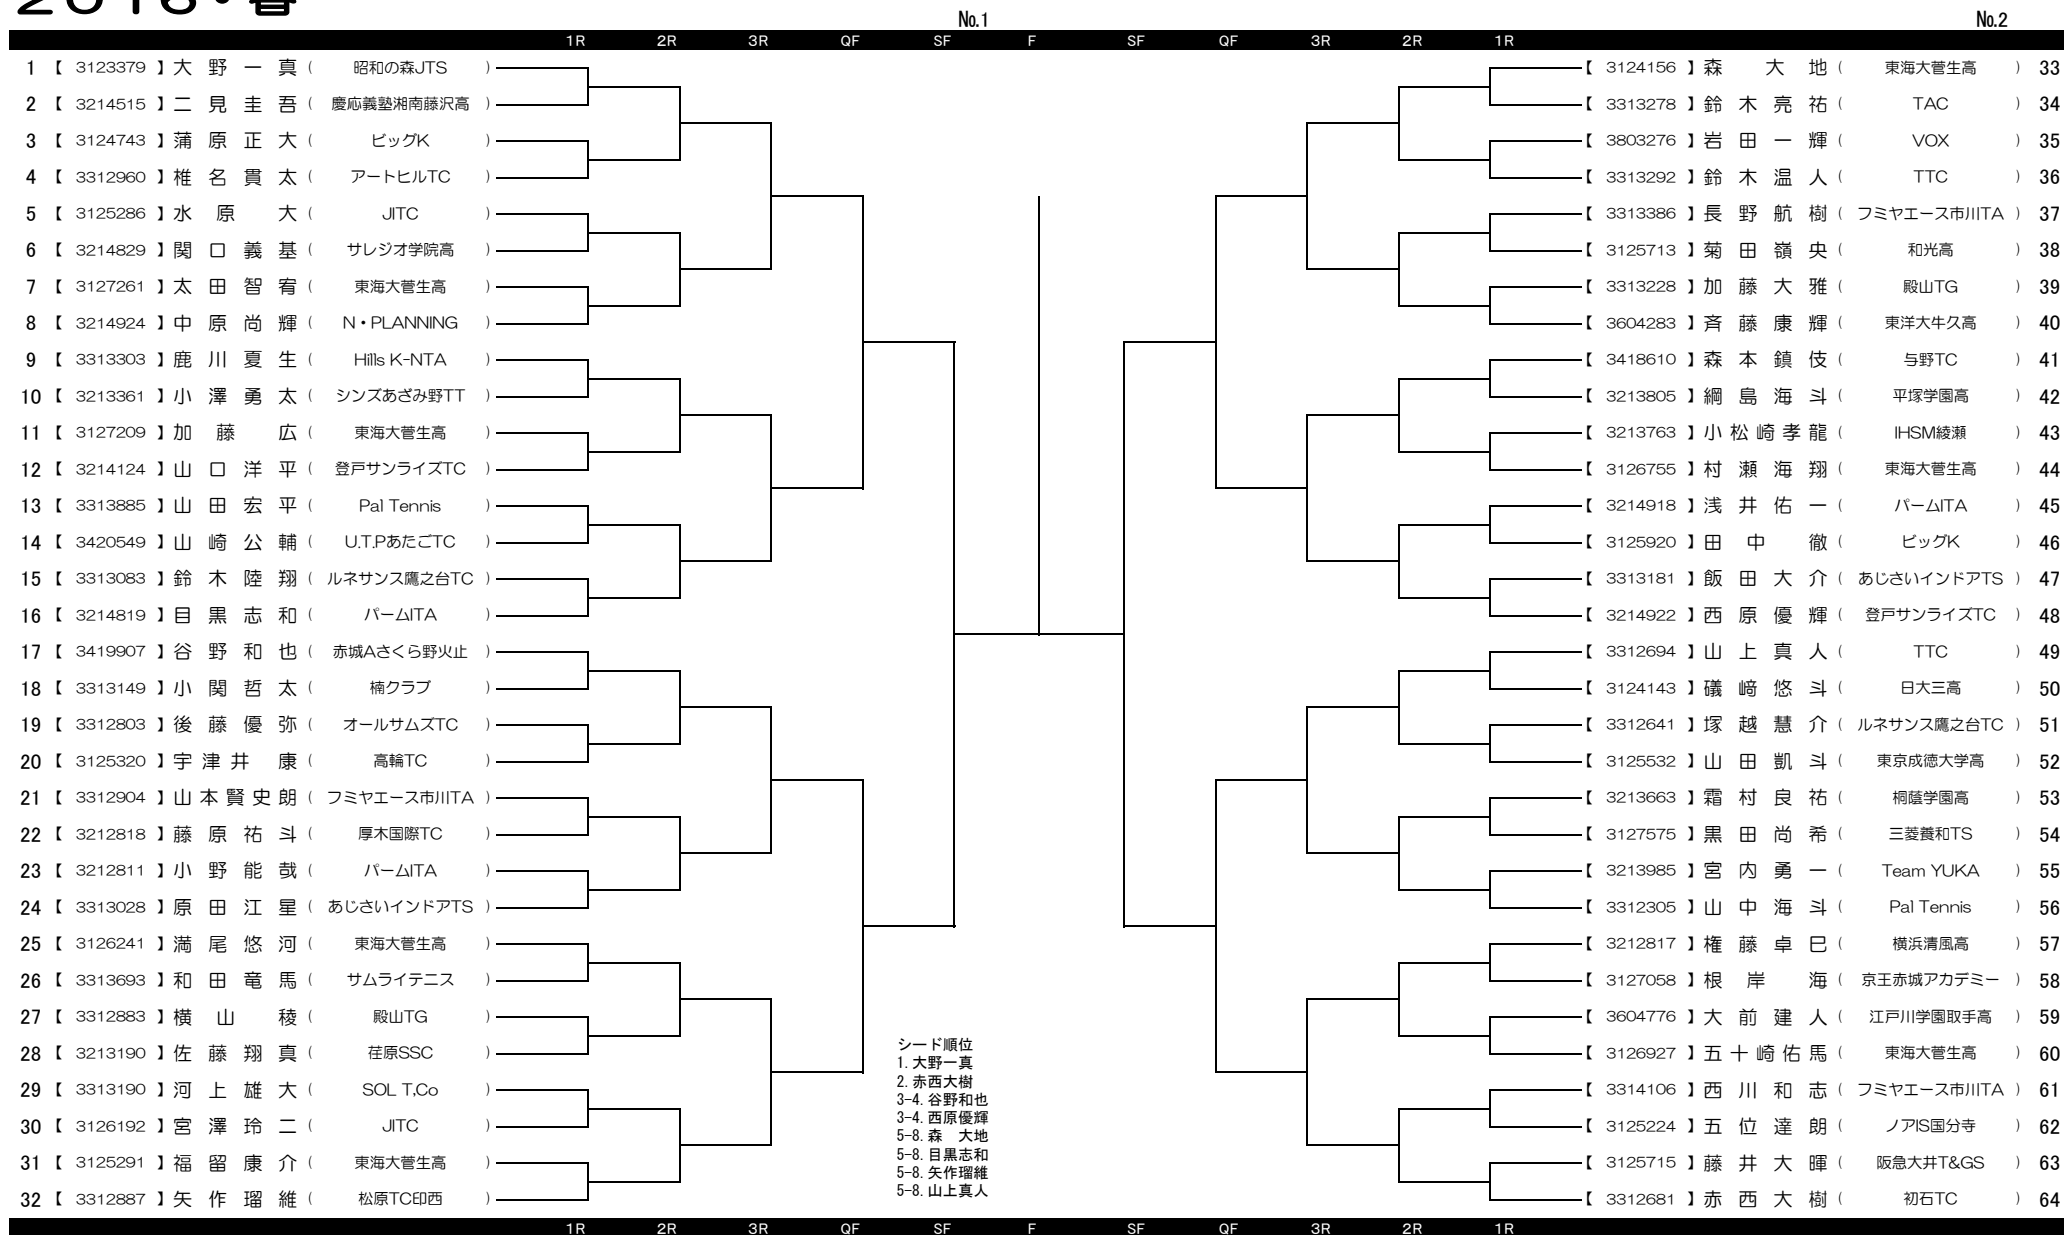 2016・春
No.1
No.2
1R 2R 3R QF SF F SF QF 3R 2R 1R
1 【 3123379 】 大野一真 ( 昭和の森JTS )
2 【 3214515 】 二見圭吾 ( 慶応義塾湘南藤沢高 )
3 【 3124743 】 蒲原正大 ( ビッグK )
4 【 3312960 】 椎名貫太 ( アートヒルTC )
5 【 3125286 】 水原 大 ( JITC )
6 【 3214829 】 関口義基 ( サレジオ学院高 )
7 【 3127261 】 太田智宥 ( 東海大菅生高 )
8 【 3214924 】 中原尚輝 ( N・PLANNING )
9 【 3313303 】 鹿川夏生 ( Hills K-NTA )
10 【 3213361 】 小澤勇太 ( シンズあざみ野TT )
11 【 3127209 】 加藤 広 ( 東海大菅生高 )
12 【 3214124 】 山口洋平 ( 登戸サンライズTC )
13 【 3313885 】 山田宏平 ( Pal Tennis )
14 【 3420549 】 山崎公輔 ( U.T.PあたごTC )
15 【 3313083 】 鈴木陸翔 ( ルネサンス鷹之台TC )
16 【 3214819 】 目黒志和 ( パームITA )
17 【 3419907 】 谷野和也 ( 赤城Aさくら野火止 )
18 【 3313149 】 小関哲太 ( 楠クラブ )
19 【 3312803 】 後藤優弥 ( オールサムズTC )
20 【 3125320 】 宇津井 康 ( 高輪TC )
21 【 3312904 】 山本賢史朗 ( フミヤエース市川TA )
22 【 3212818 】 藤原祐斗 ( 厚木国際TC )
23 【 3212811 】 小野能哉 ( パームITA )
24 【 3313028 】 原田江星 ( あじさいインドアTS )
25 【 3126241 】 満尾悠河 ( 東海大菅生高 )
26 【 3313693 】 和田竜馬 ( サムライテニス )
27 【 3312883 】 横山 稜 ( 殿山TG )
28 【 3213190 】 佐藤翔真 ( 荏原SSC )
29 【 3313190 】 河上雄大 ( SOL T,Co )
30 【 3126192 】 宮澤玲二 ( JITC )
31 【 3125291 】 福留康介 ( 東海大菅生高 )
32 【 3312887 】 矢作瑠維 ( 松原TC印西 )
シード順位
1. 大野一真
2. 赤西大樹
3-4. 谷野和也
3-4. 西原優輝
5-8. 森 大地
5-8. 目黒志和
5-8. 矢作瑠維
5-8. 山上真人
【 3124156 】 森 大地 ( 東海大菅生高 ) 33
【 3313278 】 鈴木亮祐 ( TAC ) 34
【 3803276 】 岩田一輝 ( VOX ) 35
【 3313292 】 鈴木温人 ( TTC ) 36
【 3313386 】 長野航樹 ( フミヤエース市川TA ) 37
【 3125713 】 菊田嶺央 ( 和光高 ) 38
【 3313228 】 加藤大雅 ( 殿山TG ) 39
【 3604283 】 斉藤康輝 ( 東洋大牛久高 ) 40
【 3418610 】 森本鎮伎 ( 与野TC ) 41
【 3213805 】 綱島海斗 ( 平塚学園高 ) 42
【 3213763 】 小松崎孝龍 ( IHSM綾瀬 ) 43
【 3126755 】 村瀬海翔 ( 東海大菅生高 ) 44
【 3214918 】 浅井佑一 ( パームITA ) 45
【 3125920 】 田中 徹 ( ビッグK ) 46
【 3313181 】 飯田大介 ( あじさいインドアTS ) 47
【 3214922 】 西原優輝 ( 登戸サンライズTC ) 48
【 3312694 】 山上真人 ( TTC ) 49
【 3124143 】 礒﨑悠斗 ( 日大三高 ) 50
【 3312641 】 塚越慧介 ( ルネサンス鷹之台TC ) 51
【 3125532 】 山田凱斗 ( 東京成徳大学高 ) 52
【 3213663 】 霜村良祐 ( 桐蔭学園高 ) 53
【 3127575 】 黒田尚希 ( 三菱養和TS ) 54
【 3213985 】 宮内勇一 ( Team YUKA ) 55
【 3312305 】 山中海斗 ( Pal Tennis ) 56
【 3212817 】 権藤卓巳 ( 横浜清風高 ) 57
【 3127058 】 根岸 海 ( 京王赤城アカデミー ) 58
【 3604776 】 大前建人 ( 江戸川学園取手高 ) 59
【 3126927 】 五十崎佑馬 ( 東海大菅生高 ) 60
【 3314106 】 西川和志 ( フミヤエース市川TA ) 61
【 3125224 】 五位達朗 ( ノアIS国分寺 ) 62
【 3125715 】 藤井大暉 ( 阪急大井T&GS ) 63
【 3312681 】 赤西大樹 ( 初石TC ) 64
1R 2R 3R QF SF F SF QF 3R 2R 1R